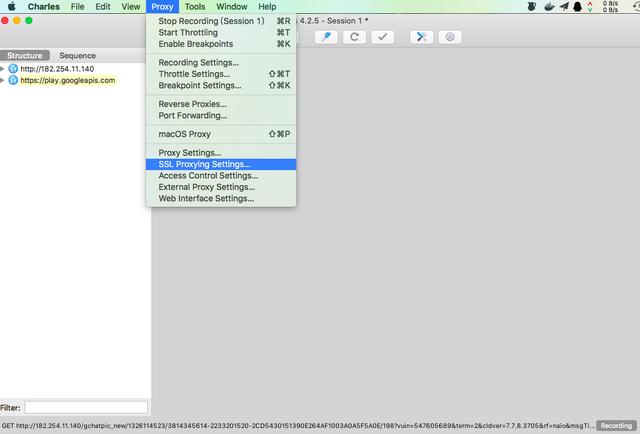 Charles File Edit View Proxy Tools Window Help
0 B/s
0 B/s
4.2.5 - Session 1 *
Stop Recording (Session 1) ⌘R
Start Throttling ⌘T
Enable Breakpoints ⌘K
Recording Settings...
Throttle Settings... ⇧⌘T
Breakpoint Settings... ⇧⌘K
Reverse Proxies...
Port Forwarding...
macOS Proxy ⇧⌘P
Proxy Settings...
SSL Proxying Settings...
Access Control Settings...
External Proxy Settings...
Web Interface Settings...
Structure Sequence
http://182.254.11.140
https://play.googleapis.com
Filter:
GET http://182.254.11.140/gchatpic_new/1326114523/3814345614-2233201520-2CD5430151390E264AF1003A0A5F5A0E/198?vuin=547605689&term=2&cldver=7.7.8.3705&rf=naio&msgTi... Recording